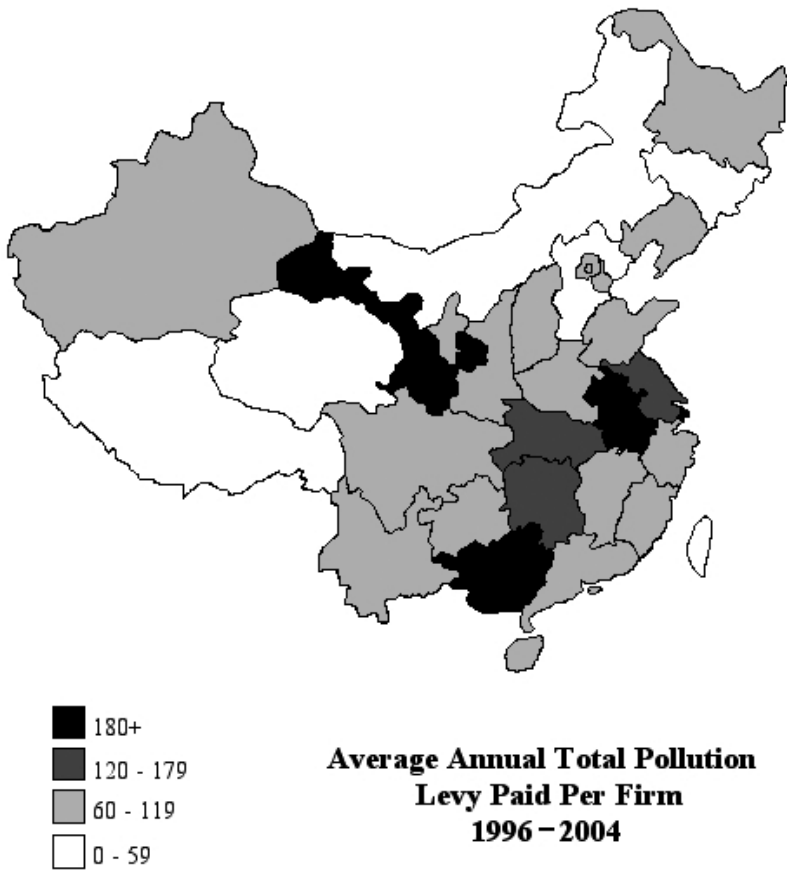 180+
120 - 179
60 - 119
0 - 59
Average Annual Total Pollution
Levy Paid Per Firm
1996-2004